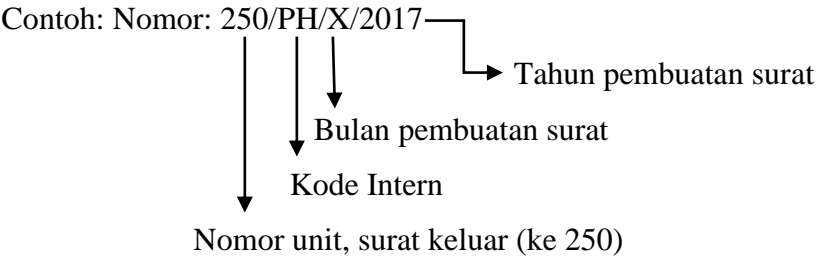 Contoh: Nomor: 250/PH/X/2017
Tahun pembuatan surat
Bulan pembuatan surat
Kode Intern
Nomor unit, surat keluar (ke 250)